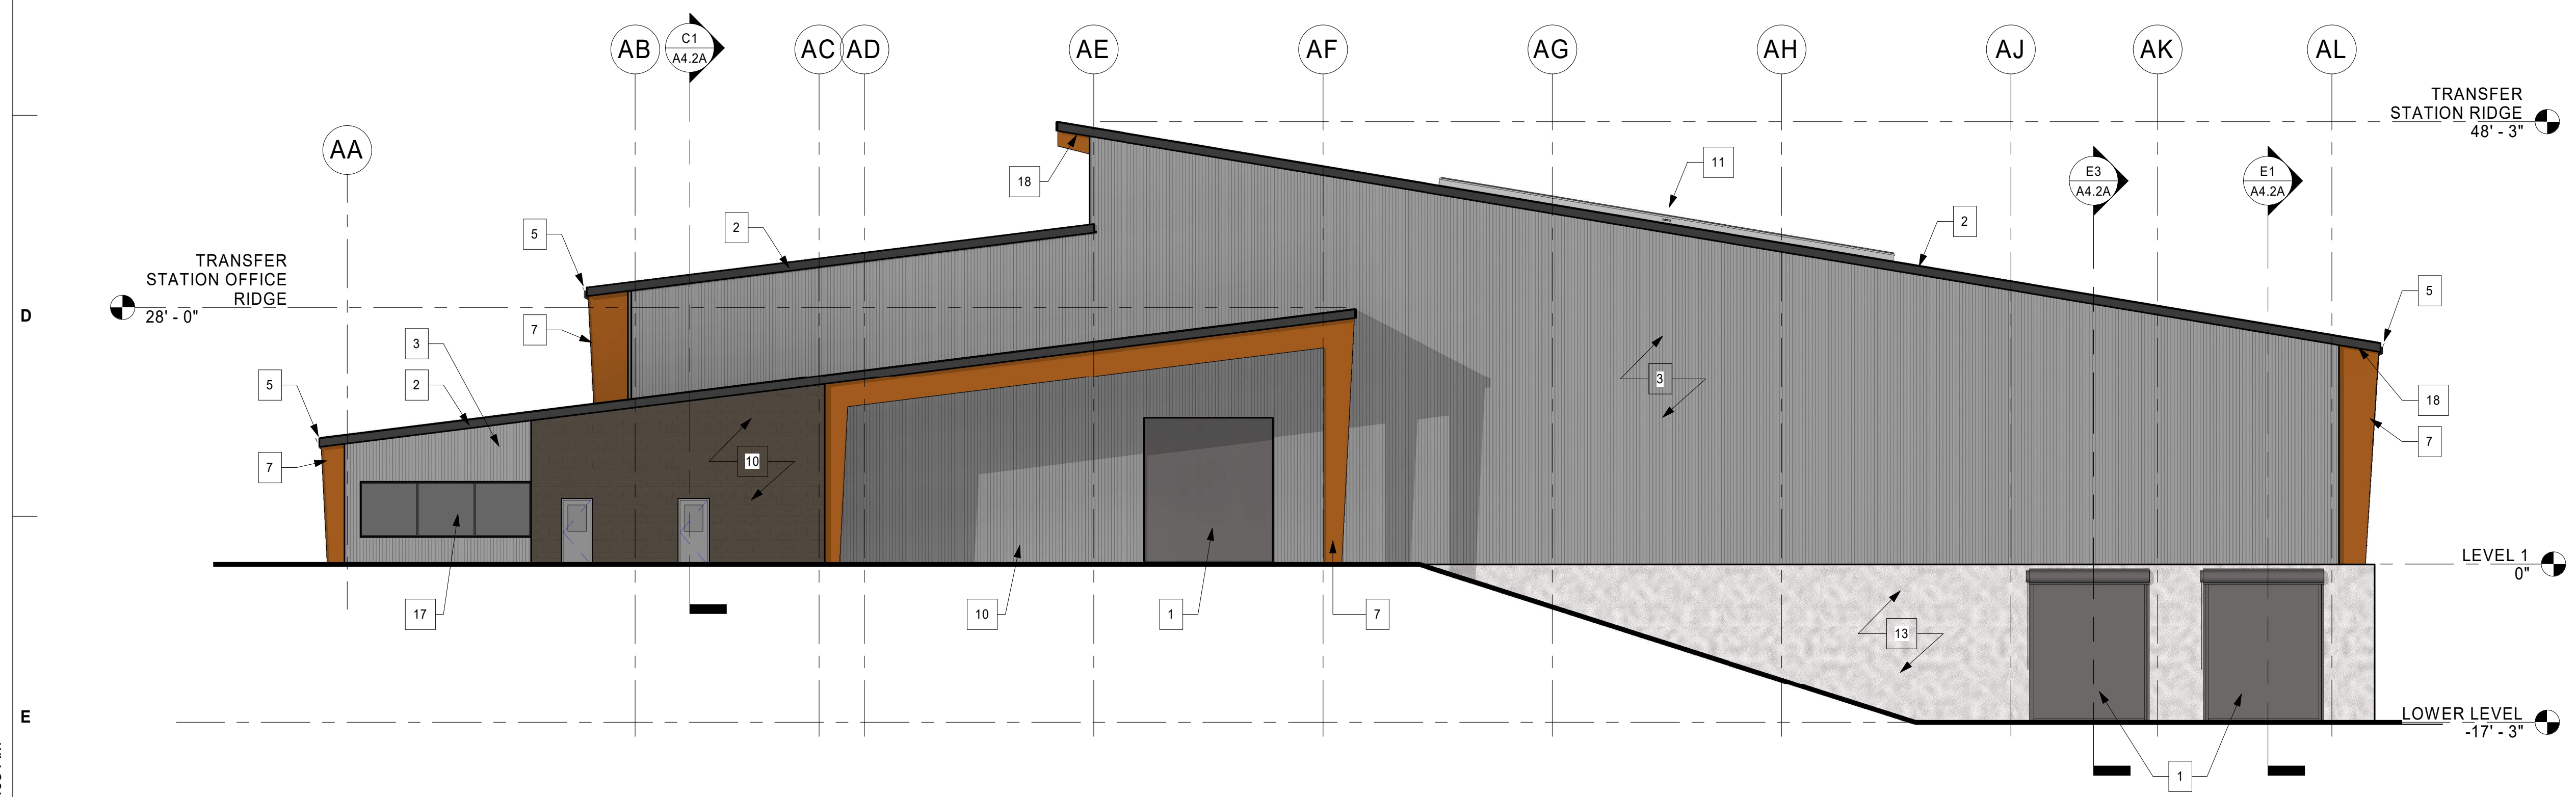 AB
C1
A4.2A
AC
AD
AE
AF
AG
AH
AJ
AK
AL
TRANSFER
STATION RIDGE
48' - 3"
AA
11
18
E3
A4.2A
E1
A4.2A
2
2
5
TRANSFER
STATION OFFICE
RIDGE
28' - 0"
D
5
7
3
3
5
2
18
7
10
7
LEVEL 1
0"
17
10
1
7
13
E
LOWER LEVEL
-17' - 3"
1